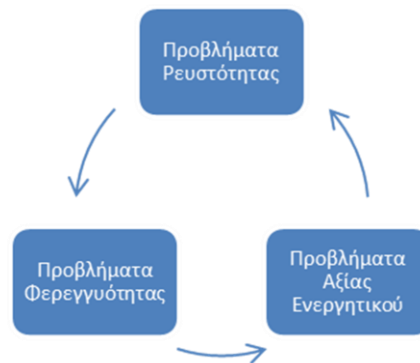 Προβλήματα
Ρευστότητας
Προβλήματα
Φερεγγυότητας
Προβλήματα
Αξίας
Ενεργητικού